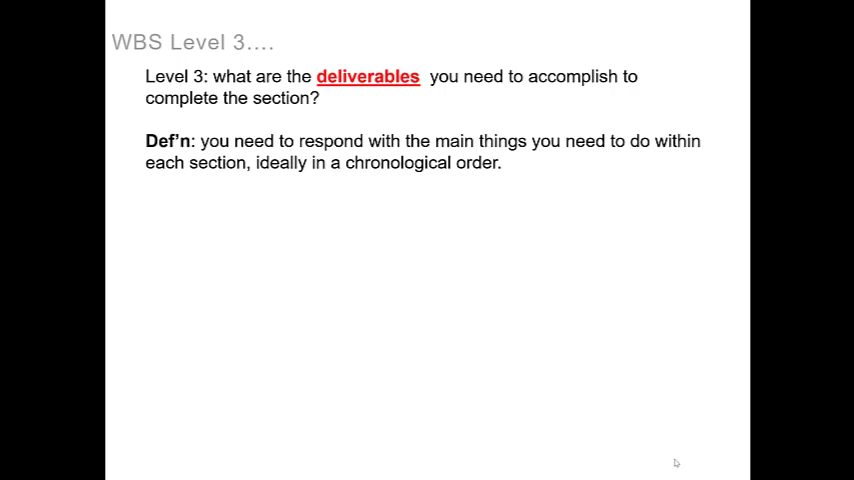 WBS Level 3....
Level 3: what are the deliverables you need to accomplish to
complete the section?
Def’n: you need to respond with the main things you need to do within
each section, ideally in a chronological order.